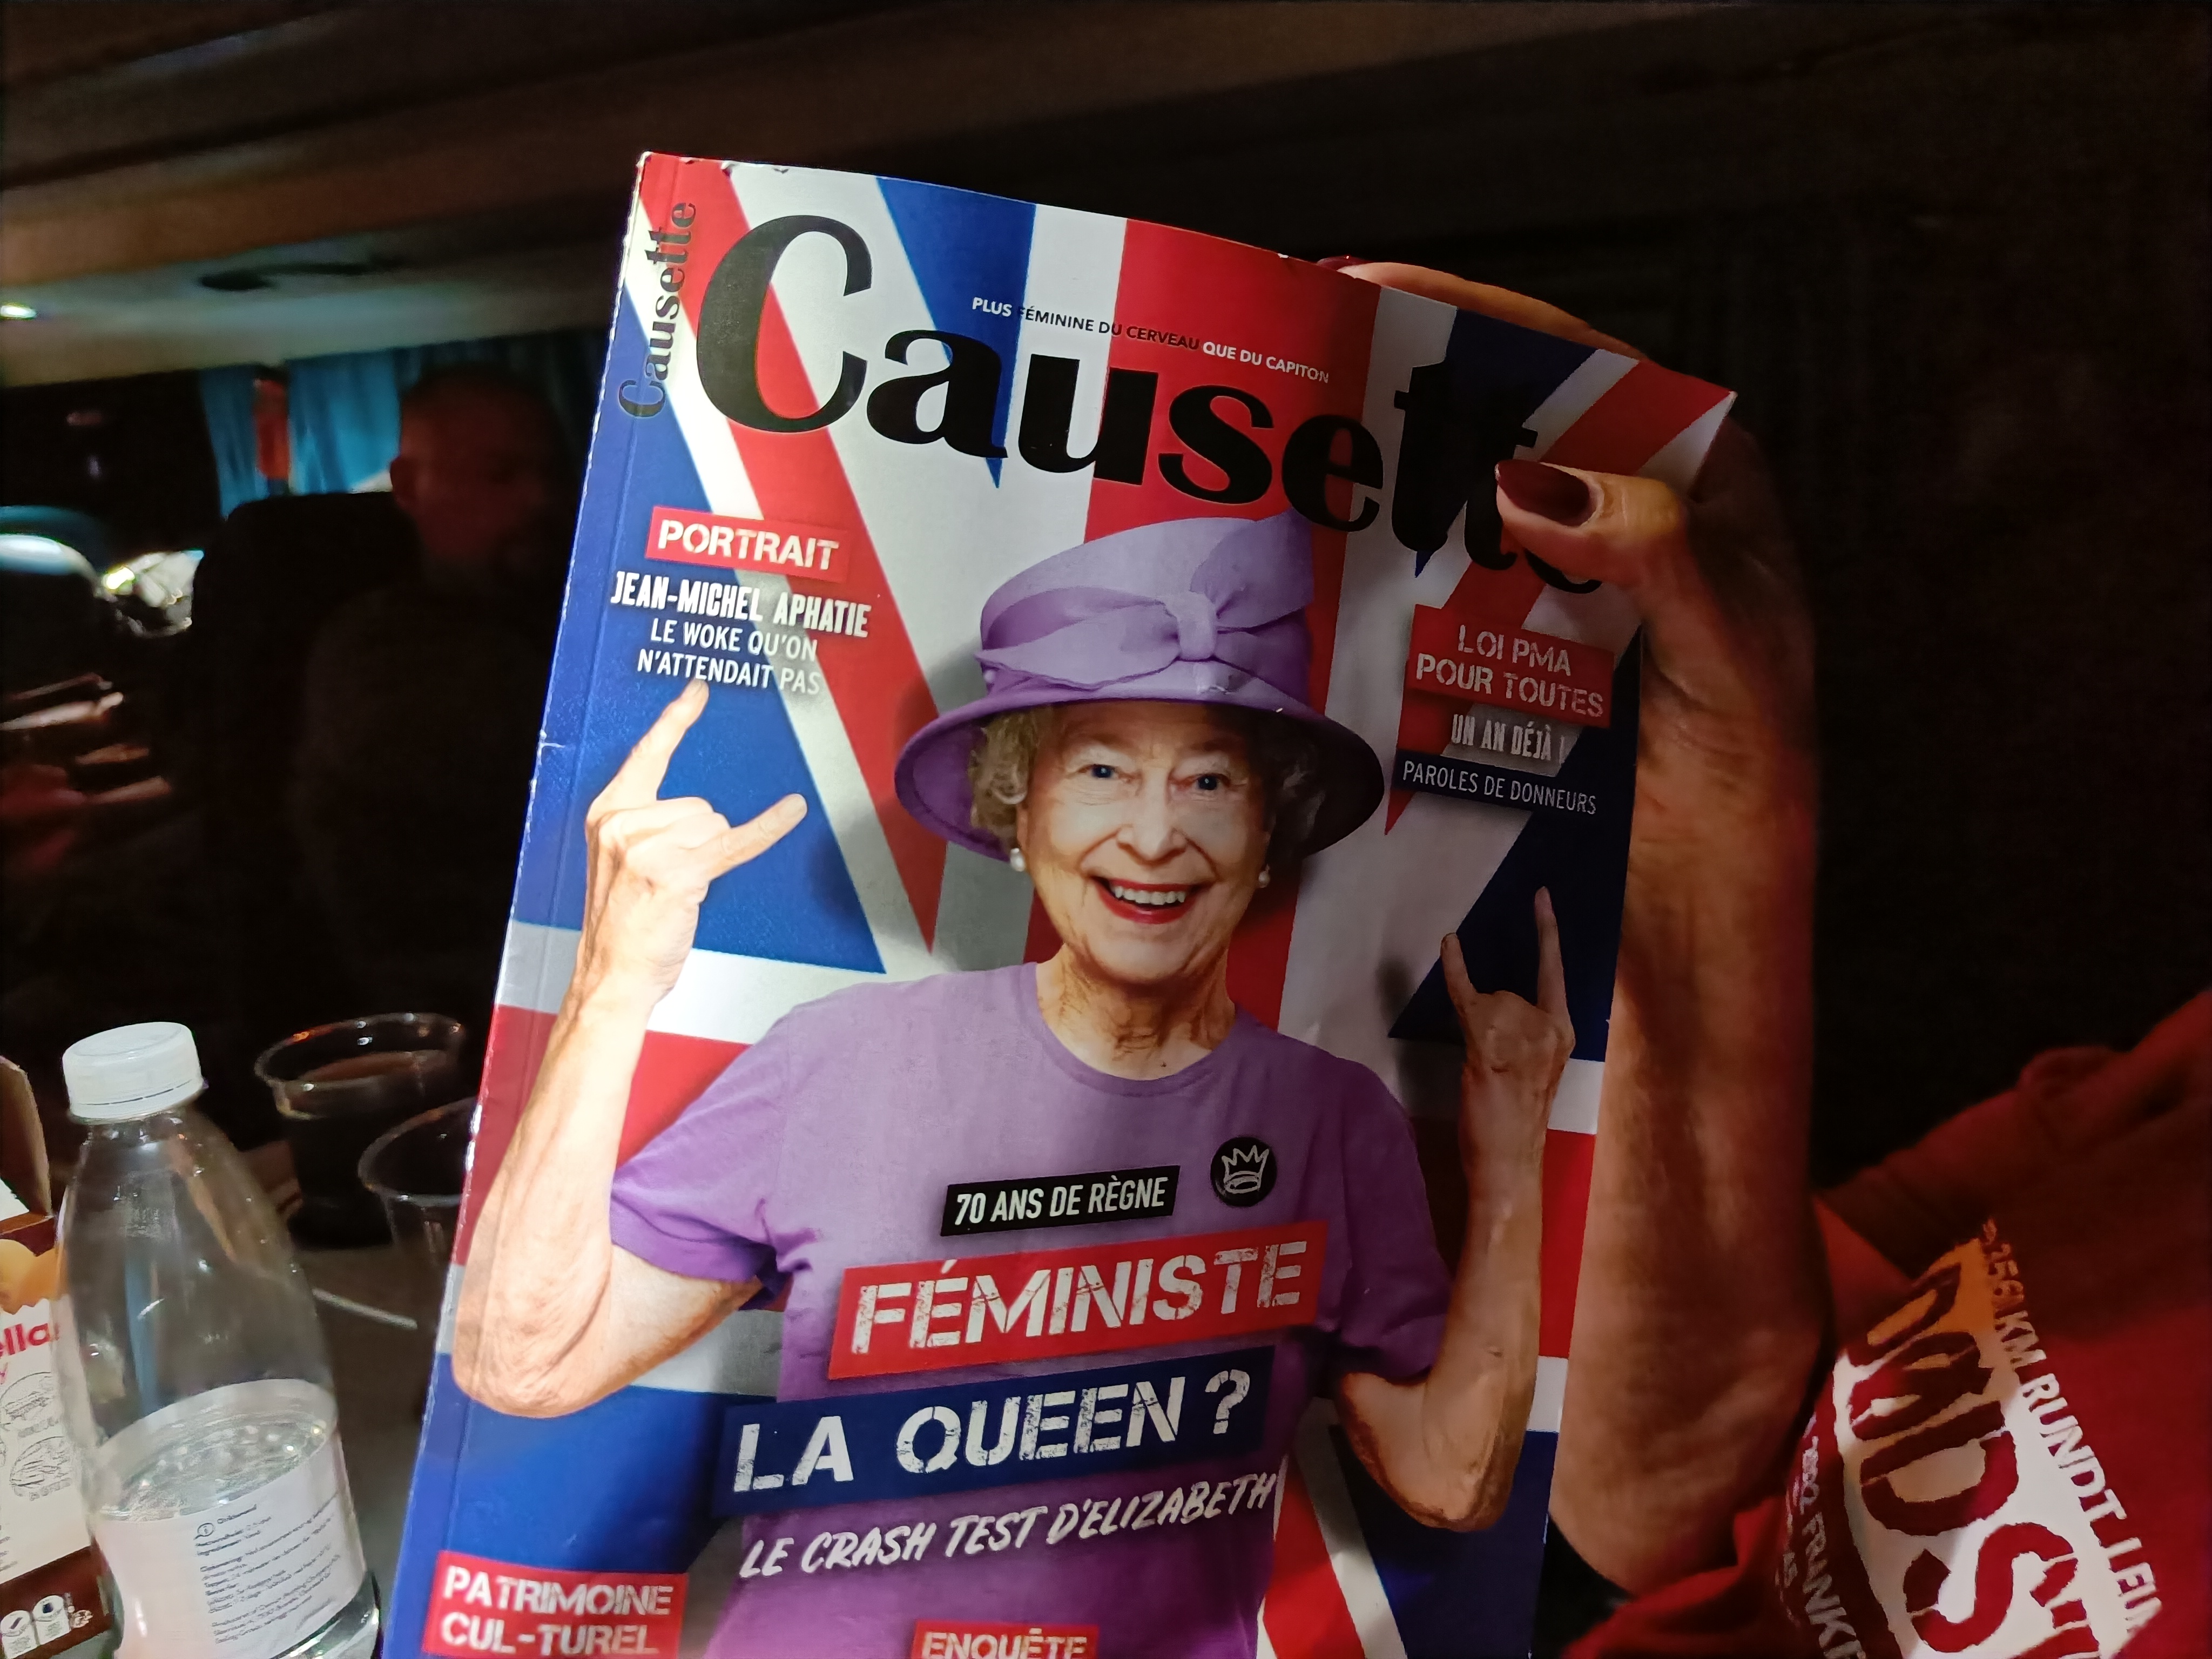 Causette
PLUS FÉMININE DU CERVEAU QUE DU CAPITON
Causette
PORTRAIT
JEAN-MICHEL APHATIE
LE WOKE QU'ON
N'ATTENDAIT PAS
LOI PMA
POUR TOUTES
UN AN DÉJÀ !
PAROLES DE DONNEURS
70 ANS DE RÈGNE
FÉMINISTE
LA QUEEN ?
LE CRASH TEST D'ELIZABETH
PATRIMOINE
CUL-TUREL
ENQUÊTE
KM RUNDT